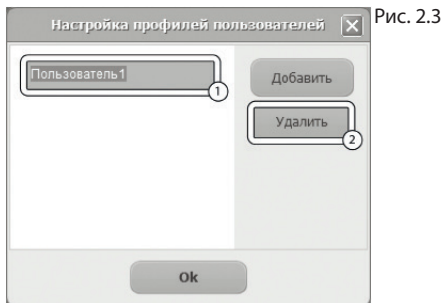 Настройка профилей пользователей
Рис. 2.3
Пользователь1
1
Добавить
Удалить
2
Ok